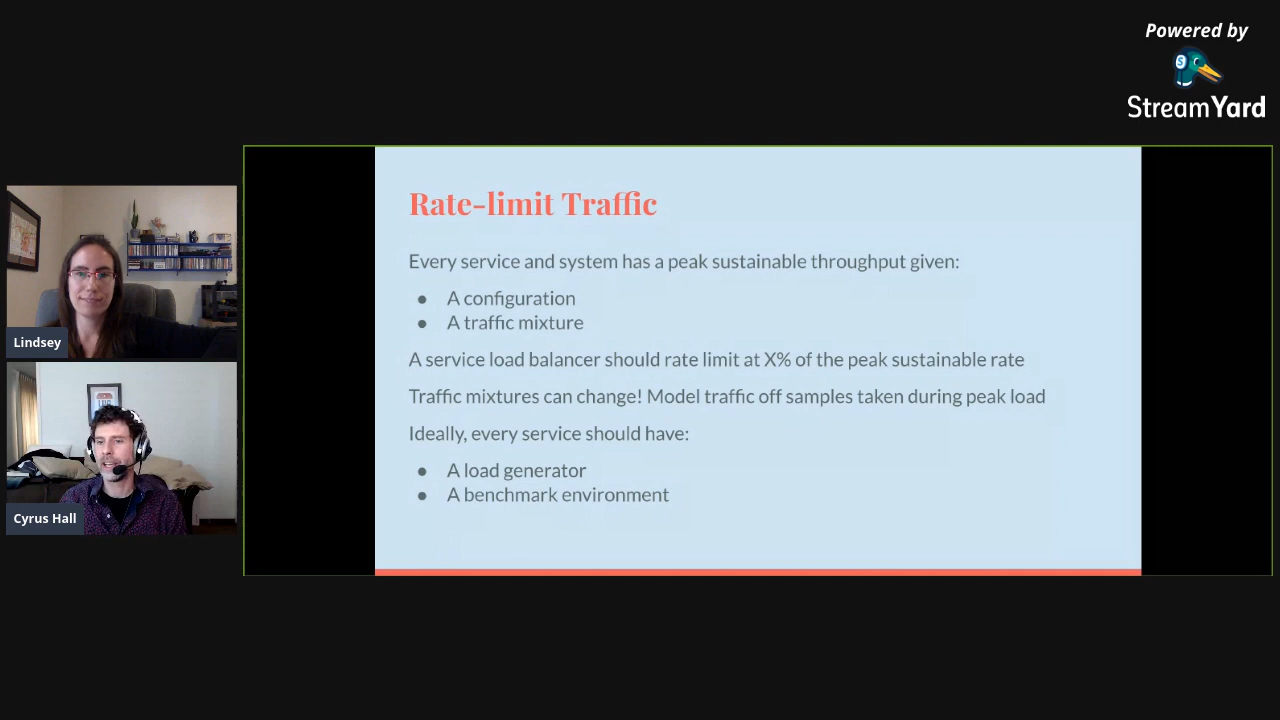 Powered by
StreamYard
Rate-limit Traffic
Every service and system has a peak sustainable throughput given:
● A configuration
● A traffic mixture
A service load balancer should rate limit at X% of the peak sustainable rate
Traffic mixtures can change! Model traffic off samples taken during peak load
Ideally, every service should have:
● A load generator
● A benchmark environment
Lindsey
Cyrus Hall